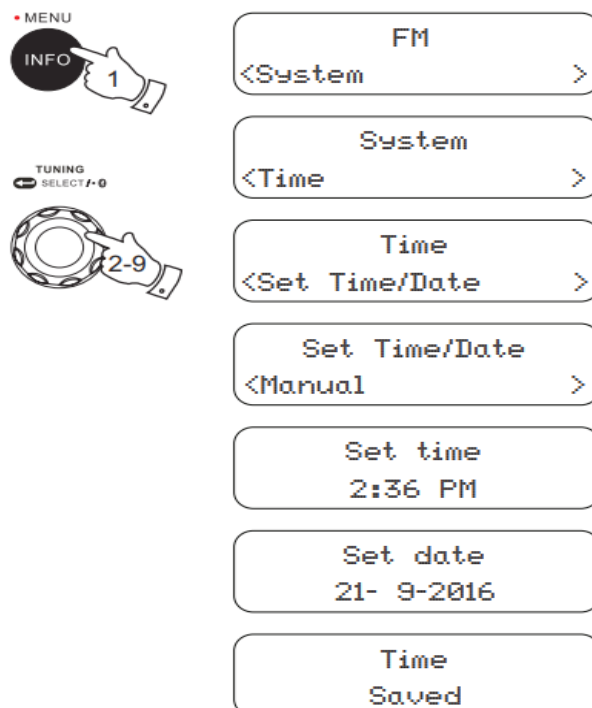 • MENU
INFO
1
TUNING
SELECT
2-9
FM
<System >
System
<Time >
Time
<Set Time/Date >
Set Time/Date
<Manual >
Set time
2:36 PM
Set date
21- 9-2016
Time
Saved